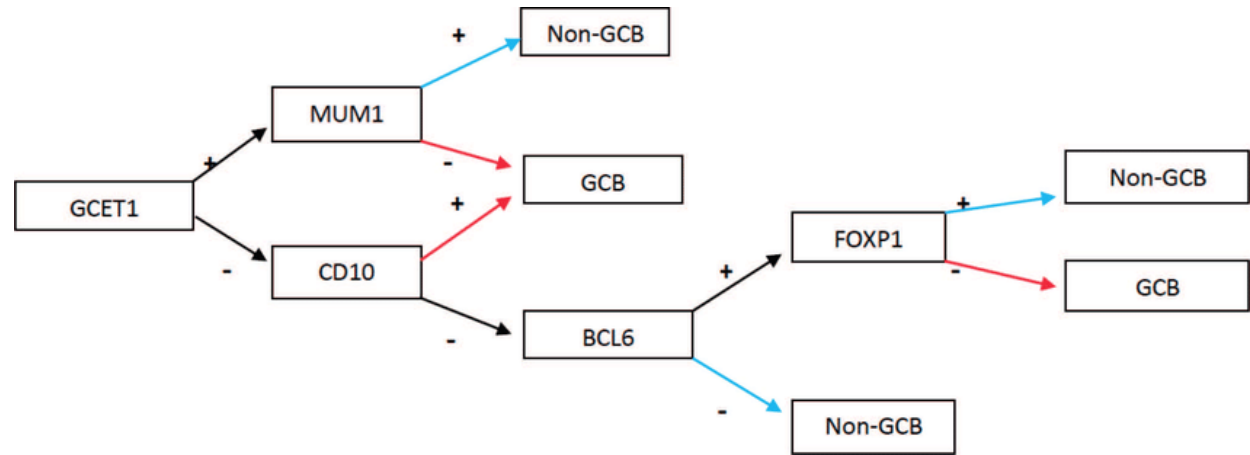 +
Non-GCB
MUM1
+
-
GCB
Non-GCB
GCET1
+
+
FOXP1
-
CD10
+
-
GCB
-
BCL6
-
Non-GCB